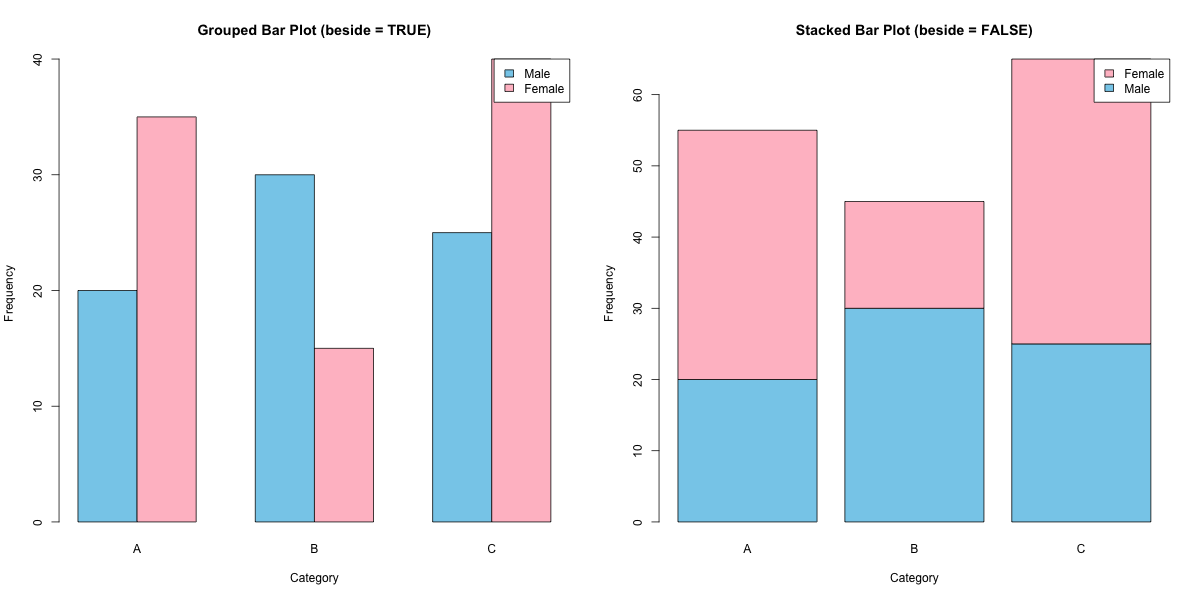 Grouped Bar Plot (beside = TRUE)
Male
Female
Frequency
40
30
20
10
0
A B C
Category
Stacked Bar Plot (beside = FALSE)
Female
Male
Frequency
60
50
40
30
20
10
0
A B C
Category